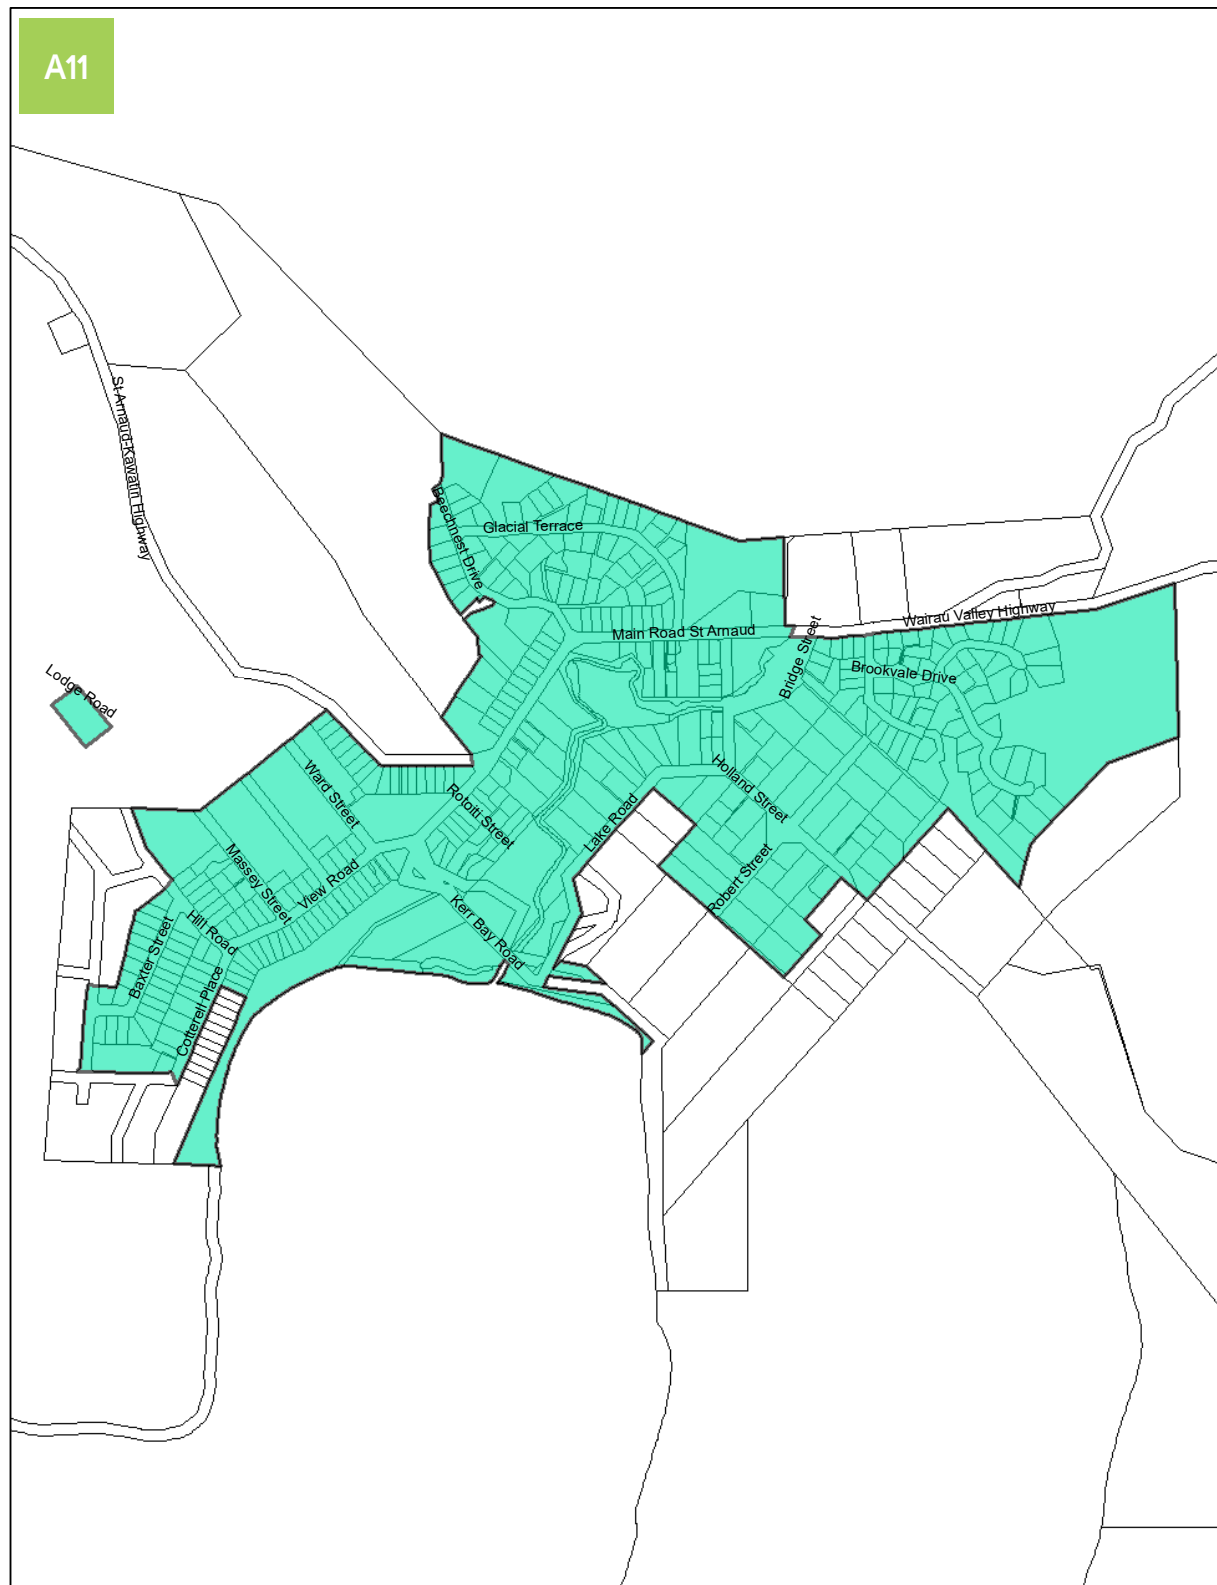 A11
St Arnaud-Kawatiri Highway
Beechnest Drive
Glacial Terrace
Main Road St Arnaud
Wairau Valley Highway
Bridge Street
Brookvale Drive
Lodge Road
Ward Street
Rotoiti Street
Holland Street
Lake Road
Massey Street
View Road
Robert Street
Hill Road
Kerr Bay Road
Baxter Street
Cotterell Place